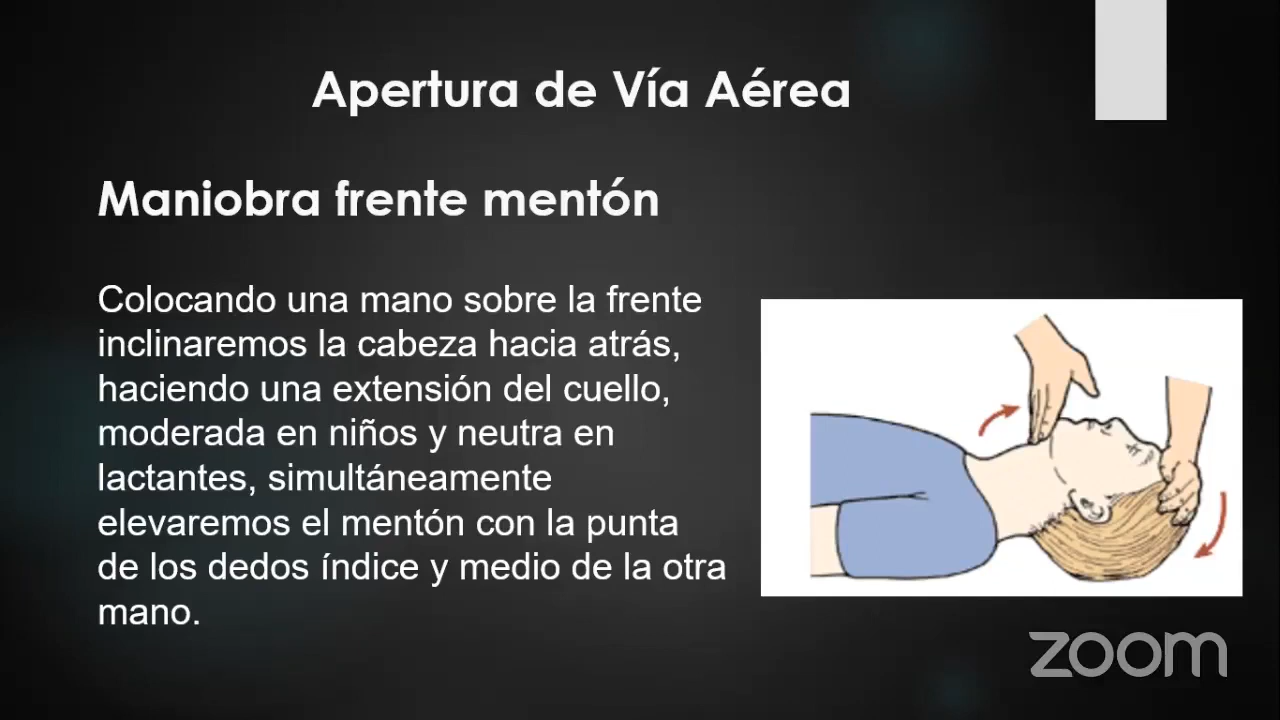 Apertura de Vía Aérea
Maniobra frente mentón
Colocando una mano sobre la frente
inclinaremos la cabeza hacia atrás,
haciendo una extensión del cuello,
moderada en niños y neutra en
lactantes, simultáneamente
elevaremos el mentón con la punta
de los dedos índice y medio de la otra
mano.
zoom